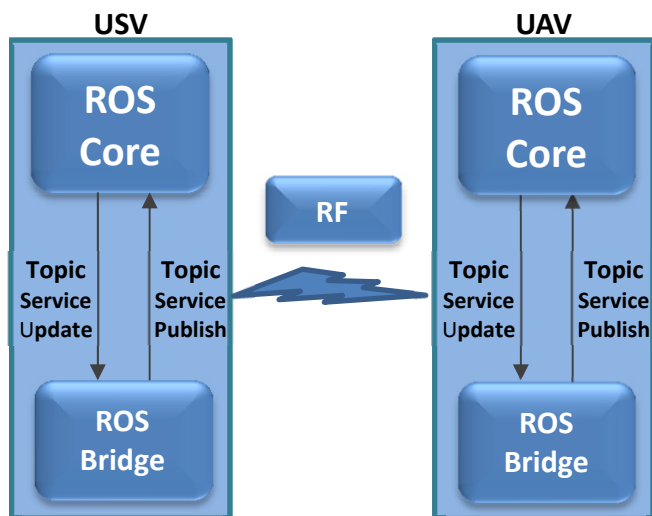 USV
UAV
ROS
Core
ROS
Core
RF
Topic
Service
Update
Topic
Service
Publish
Topic
Service
Update
Topic
Service
Publish
ROS
Bridge
ROS
Bridge